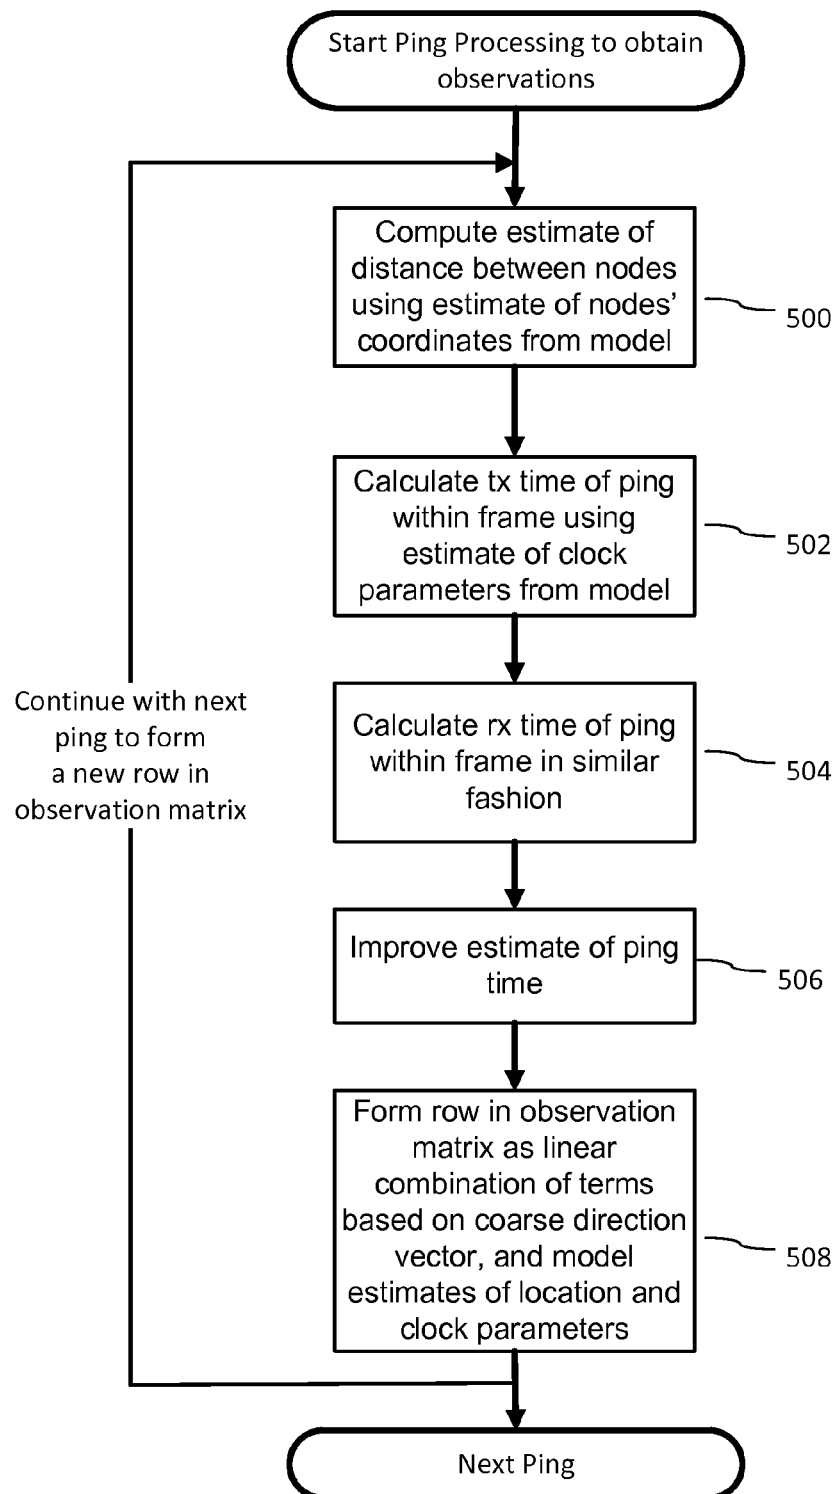 Start Ping Processing to obtain
observations
Compute estimate of
distance between nodes
using estimate of nodes'
coordinates from model
500
Calculate tx time of ping
within frame using
estimate of clock
parameters from model
502
Continue with next
ping to form
a new row in
observation matrix
Calculate rx time of ping
within frame in similar
fashion
504
Improve estimate of ping
time
506
Form row in observation
matrix as linear
combination of terms
based on coarse direction
vector, and model
estimates of location and
clock parameters
508
Next Ping